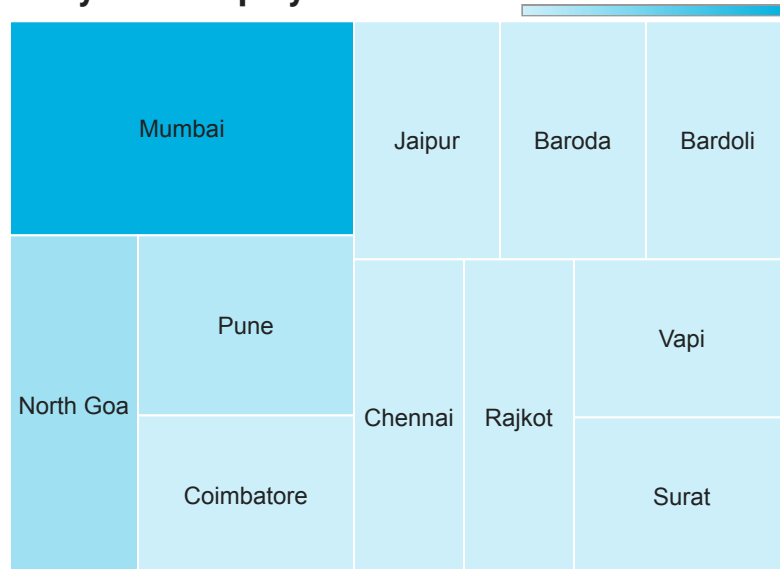 Mumbai
Jaipur
Baroda
Bardoli
Pune
Vapi
North Goa
Chennai
Rajkot
Coimbatore
Surat